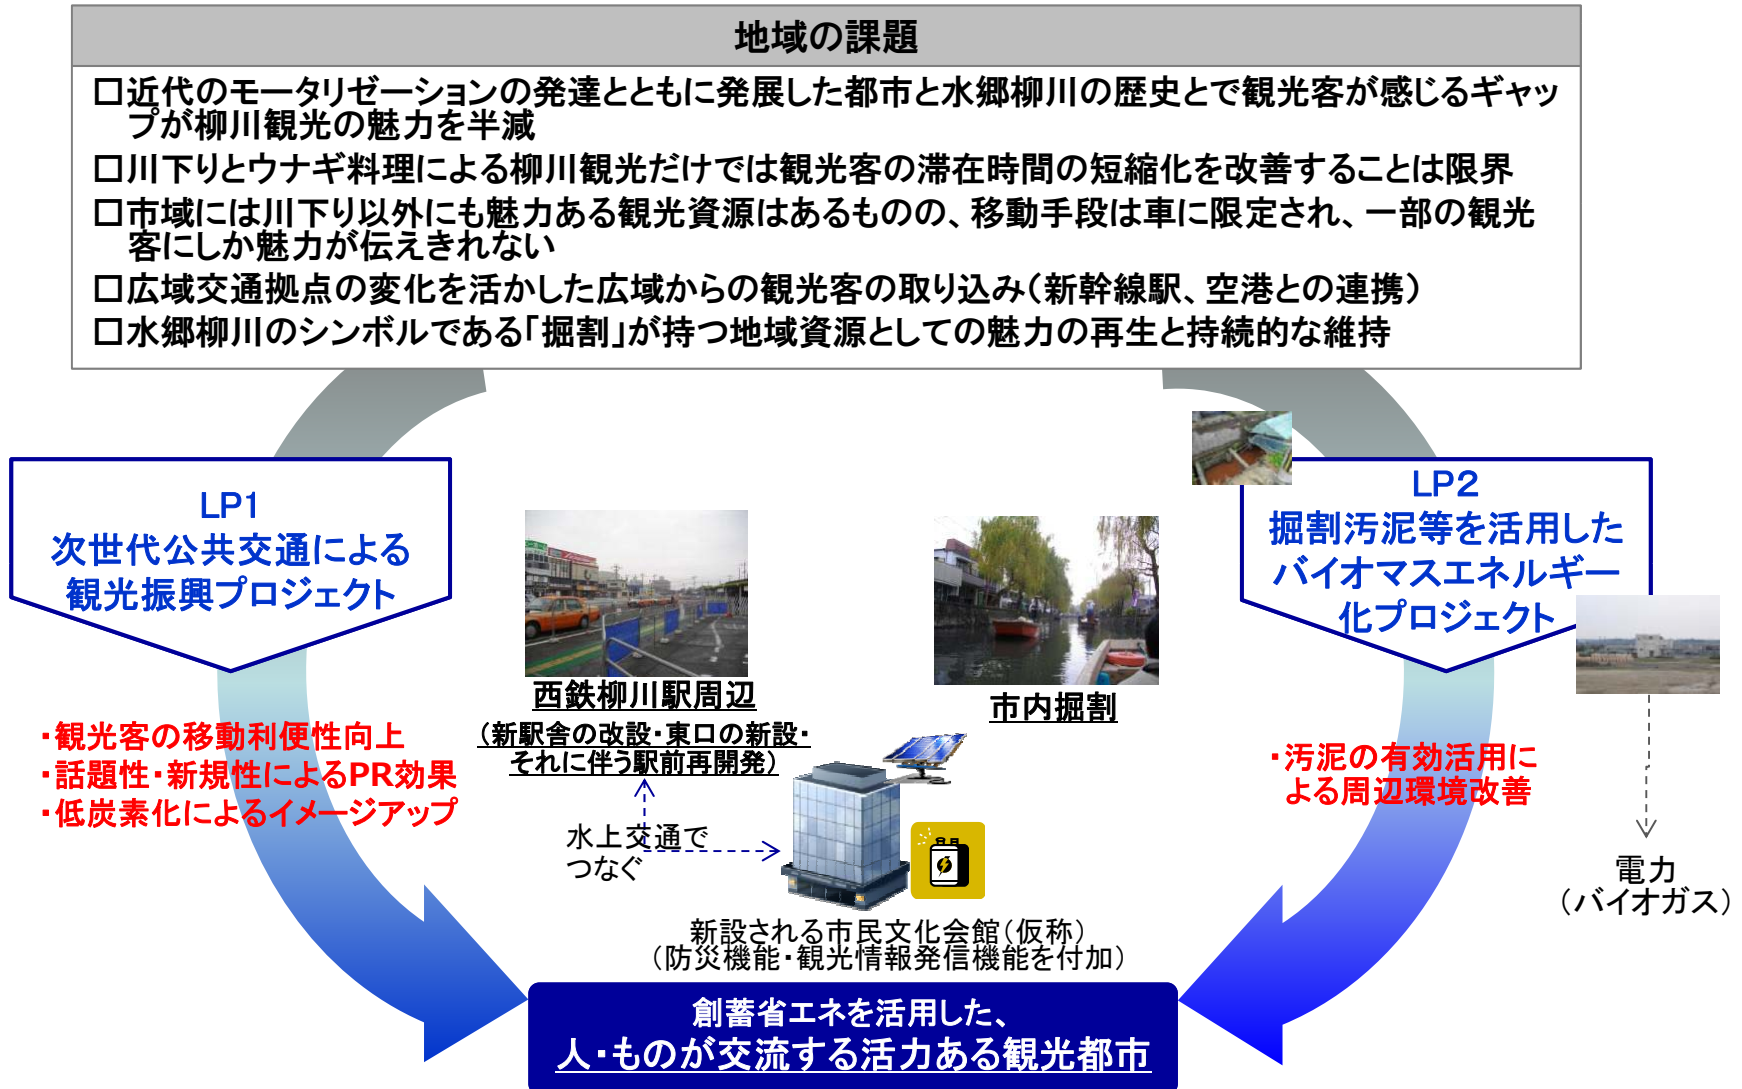 地域の課題
□近代のモータリゼーションの発達とともに発展した都市と水郷柳川の歴史とで観光客が感じるギャッ
プが柳川観光の魅力を半減
□川下りとウナギ料理による柳川観光だけでは観光客の滞在時間の短縮化を改善することは限界
□市域には川下り以外にも魅力ある観光資源はあるものの、移動手段は車に限定され、一部の観光
客にしか魅力が伝えきれない
□広域交通拠点の変化を活かした広域からの観光客の取り込み(新幹線駅、空港との連携)
□水郷柳川のシンボルである「掘割」が持つ地域資源としての魅力の再生と持続的な維持
LP1
次世代公共交通による
観光振興プロジェクト
LP2
掘割汚泥等を活用した
バイオマスエネルギー
化プロジェクト
西鉄柳川駅周辺
(新駅舎の改設・東口の新設・
それに伴う駅前再開発)
市内掘割
・観光客の移動利便性向上
・話題性・新規性によるPR効果
・低炭素化によるイメージアップ
・汚泥の有効活用に
よる周辺環境改善
水上交通で
つなぐ
電力
(バイオガス)
新設される市民文化会館(仮称)
(防災機能・観光情報発信機能を付加)
創蓄省エネを活用した、
人・ものが交流する活力ある観光都市